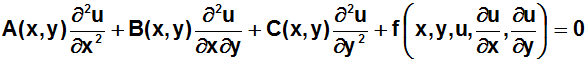 A(x,y) ∂²u/∂x² + B(x,y) ∂²u/∂x∂y + C(x,y) ∂²u/∂y² + f(x,y,u,∂u/∂x,∂u/∂y) = 0